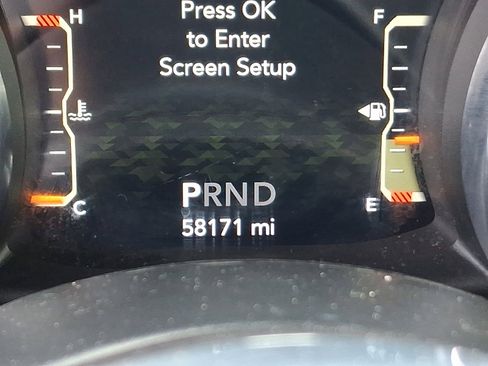 Press OK
H F
to Enter
Screen Setup
PRND
C E
58171 mi